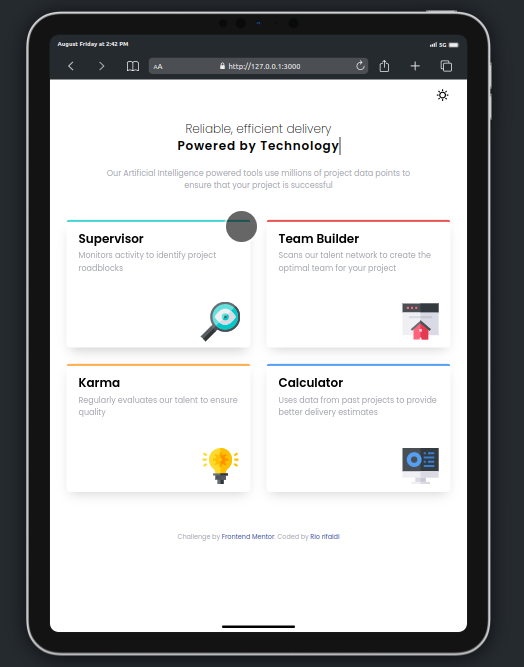 August Friday at 2:42 PM
5G
AA
http://127.0.0.1:3000
Reliable, efficient delivery
Powered by Technology
Our Artificial Intelligence powered tools use millions of project data points to
ensure that your project is successful
Supervisor
Monitors activity to identify project
roadblocks
Team Builder
Scans our talent network to create the
optimal team for your project
Karma
Regularly evaluates our talent to ensure
quality
Calculator
Uses data from past projects to provide
better delivery estimates
Challenge by Frontend Mentor. Coded by Rio rifaldi